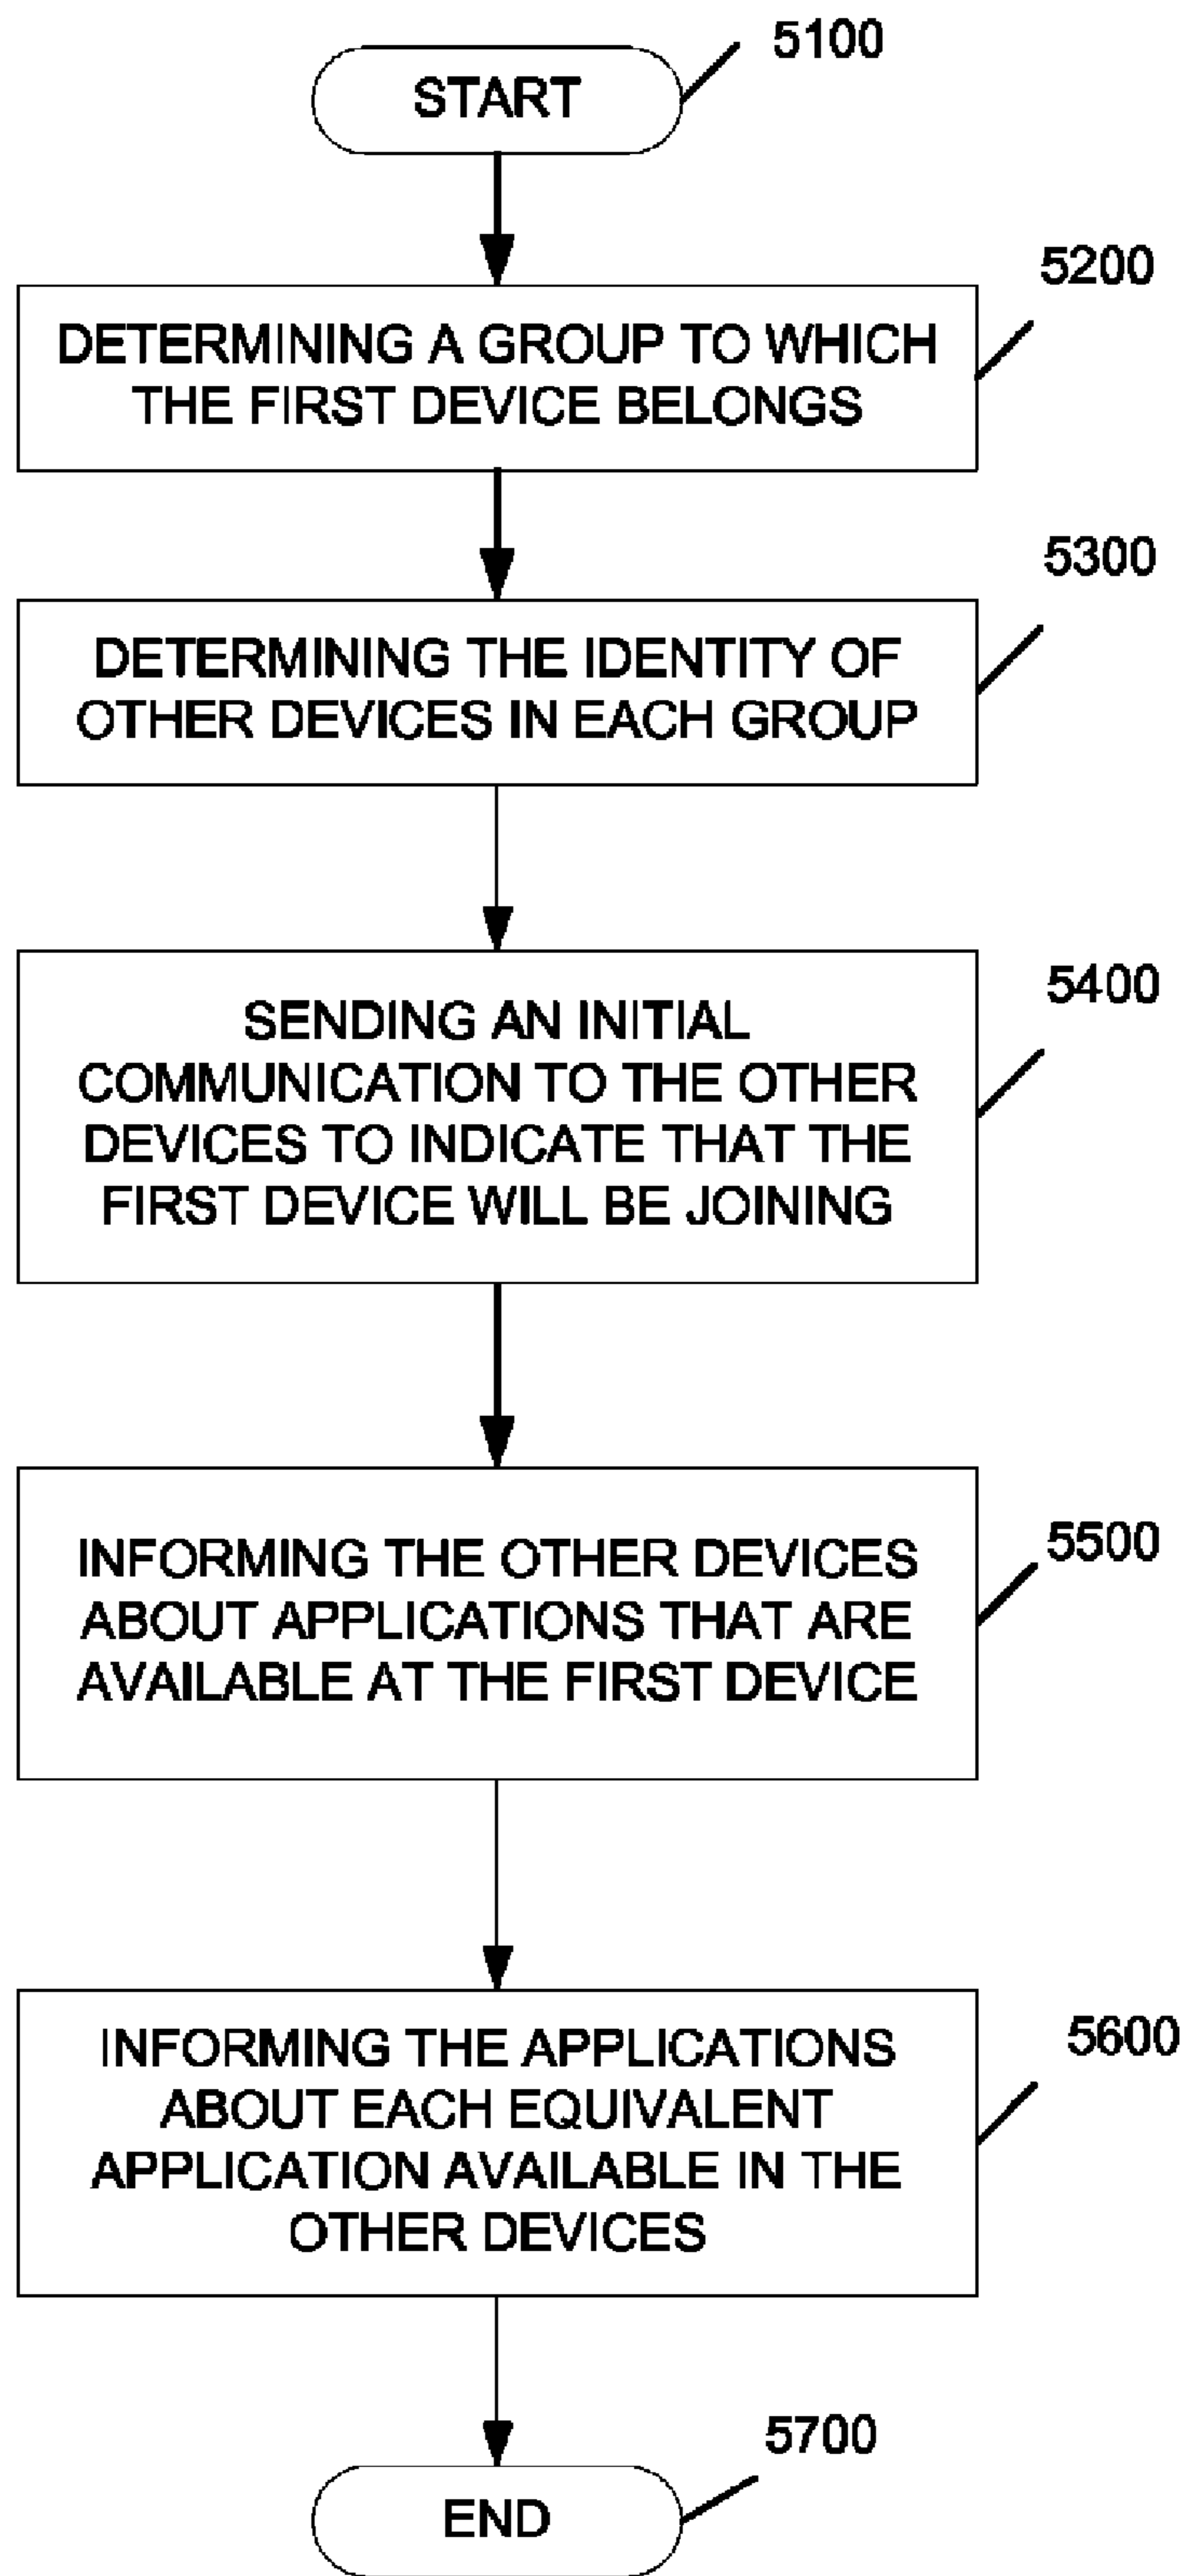 5100
START
5200
DETERMINING A GROUP TO WHICH
THE FIRST DEVICE BELONGS
5300
DETERMINING THE IDENTITY OF
OTHER DEVICES IN EACH GROUP
5400
SENDING AN INITIAL
COMMUNICATION TO THE OTHER
DEVICES TO INDICATE THAT THE
FIRST DEVICE WILL BE JOINING
5500
INFORMING THE OTHER DEVICES
ABOUT APPLICATIONS THAT ARE
AVAILABLE AT THE FIRST DEVICE
5600
INFORMING THE APPLICATIONS
ABOUT EACH EQUIVALENT
APPLICATION AVAILABLE IN THE
OTHER DEVICES
5700
END